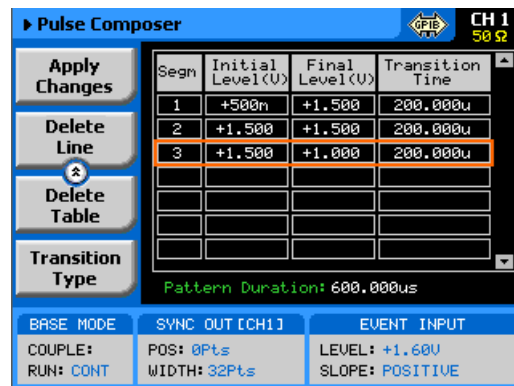 Pulse Composer GPIB CH 1
50 Ω
Apply Changes
Delete Line
Delete Table
Transition Type
Segn Initial Level(V) Final Level(V) Transition Time
1 +500m +1.500 200.000u
2 +1.500 +1.500 200.000u
3 +1.500 +1.000 200.000u
Pattern Duration: 600.000us
BASE MODE
COUPLE:
RUN: CONT
SYNC OUT [CH1]
POS: 0Pts
WIDTH: 32Pts
EVENT INPUT
LEVEL: +1.60V
SLOPE: POSITIVE